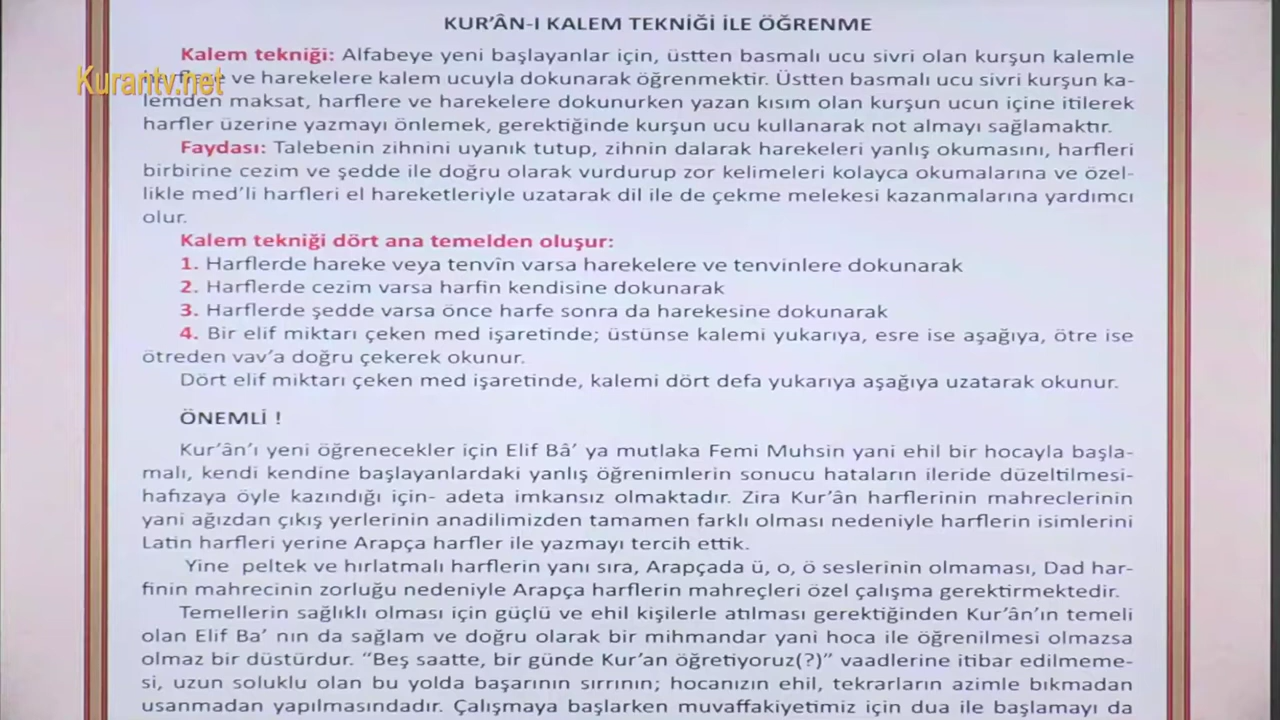 KUR’ÂN-I KALEM TEKNİĞİ İLE ÖĞRENME
Kalem tekniği: Alfabeye yeni başlayanlar için, üstten basmalı ucu sivri olan kurşun kalemle
Kurantv.net
ve harekelere kalem ucuyla dokunarak öğrenmektir. Üstten basmalı ucu sivri kurşun ka-
lemden maksat, harflere ve harekelere dokunurken yazan kısım olan kurşun ucun içine itilerek
harfler üzerine yazmayı önlemek, gerektiğinde kurşun ucu kullanarak not almayı sağlamaktır.
Faydası: Talebenin zihnini uyanık tutup, zihnin dalarak harekeleri yanlış okumasını, harfleri
birbirine cezim ve şedde ile doğru olarak vurdurup zor kelimeleri kolayca okumalarına ve özel-
likle med’li harfleri el hareketleriyle uzatarak dil ile de çekme melekesi kazanmalarına yardımcı
olur.
Kalem tekniği dört ana temelden oluşur:
1. Harflerde hareke veya tenvîn varsa harekelere ve tenvinlere dokunarak
2. Harflerde cezim varsa harfin kendisine dokunarak
3. Harflerde şedde varsa önce harfe sonra da harekesine dokunarak
4. Bir elif miktarı çeken med işaretinde; üstünse kalemi yukarıya, esre ise aşağıya, ötre ise
ötreden vav’a doğru çekerek okunur.
Dört elif miktarı çeken med işaretinde, kalemi dört defa yukarıya aşağıya uzatarak okunur.
ÖNEMLİ !
Kur’ân’ı yeni öğrenecekler için Elif Bâ’ ya mutlaka Femi Muhsin yani ehil bir hocayla başla-
malı, kendi kendine başlayanlardaki yanlış öğrenimlerin sonucu hataların ileride düzeltilmesi-
hafızaya öyle kazındığı için- adeta imkansız olmaktadır. Zira Kur’ân harflerinin mahreclerinin
yani ağızdan çıkış yerlerinin anadilimizden tamamen farklı olması nedeniyle harflerin isimlerini
Latin harfleri yerine Arapça harfler ile yazmayı tercih ettik.
Yine peltek ve hırlatmalı harflerin yanı sıra, Arapçada ü, o, ö seslerinin olmaması, Dad har-
finin mahrecinin zorluğu nedeniyle Arapça harflerin mahreçleri özel çalışma gerektirmektedir.
Temellerin sağlıklı olması için güçlü ve ehil kişilerle atılması gerektiğinden Kur’ân’ın temeli
olan Elif Ba’ nın da sağlam ve doğru olarak bir mihmandar yani hoca ile öğrenilmesi olmazsa
olmaz bir düstürdur. “Beş saatte, bir günde Kur’an öğretiyoruz(?)” vaadlerine itibar edilmeme-
si, uzun soluklu olan bu yolda başarının sırrının; hocanızın ehil, tekrarların azimle bıkmadan
usanmadan yapılmasındadır. Çalışmaya başlarken muvaffakiyetimiz için dua ile başlamayı da